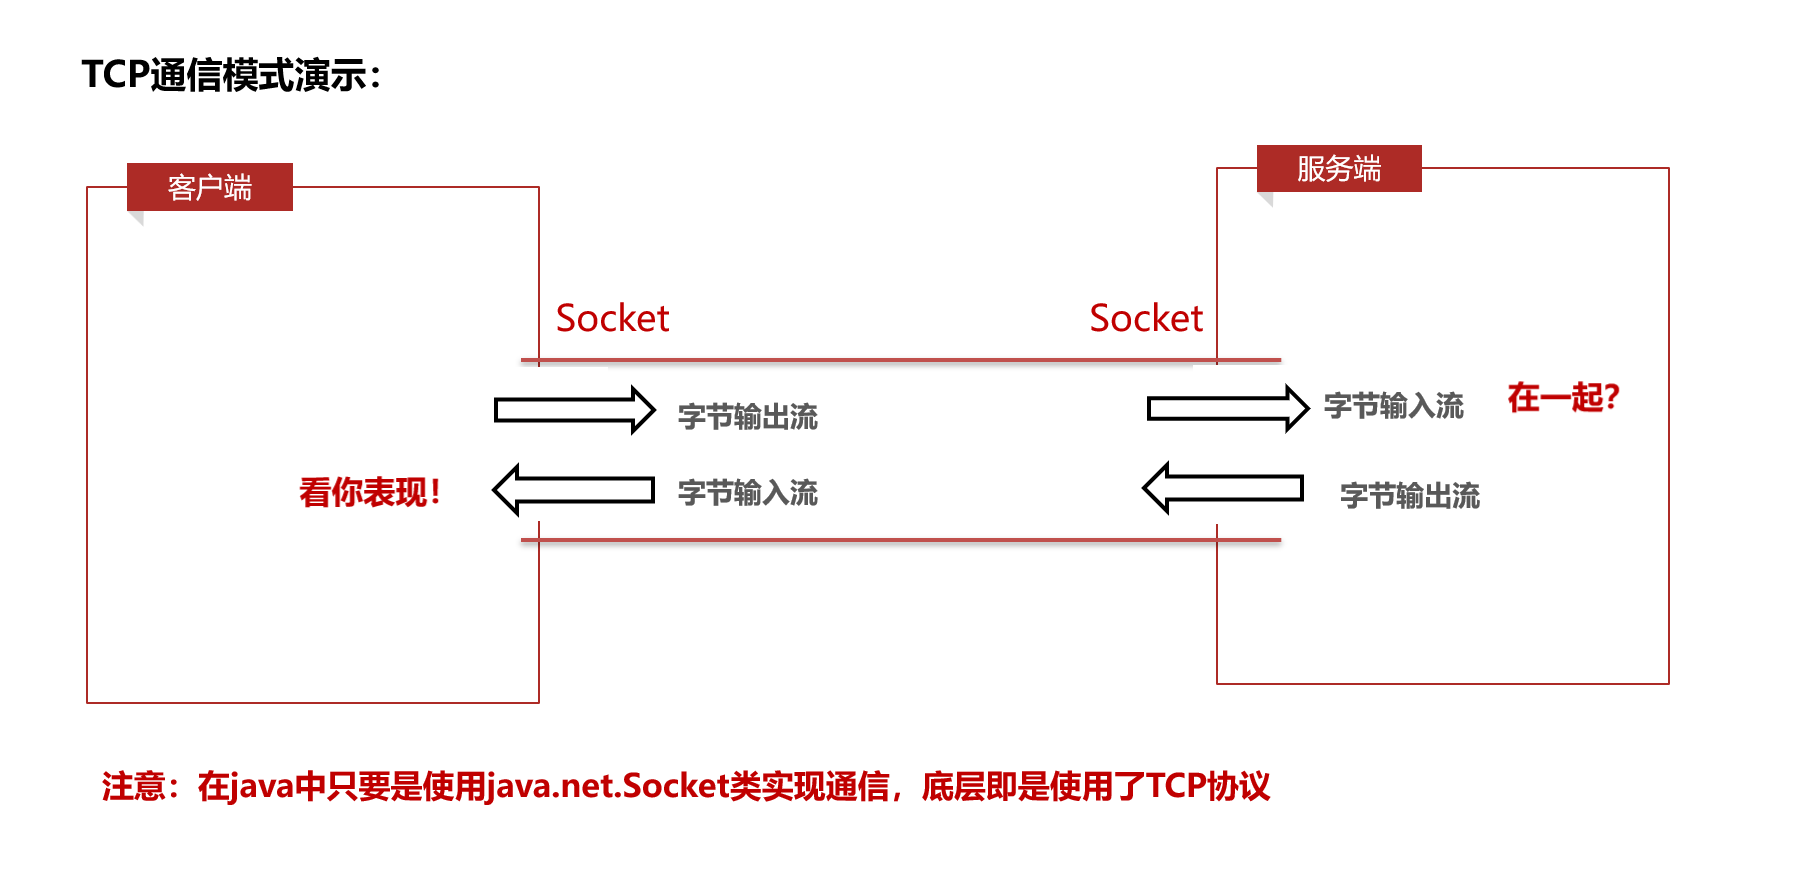 TCP通信模式演示：
客户端
服务端
Socket
Socket
字节输出流
字节输入流
在一起？
看你表现！
字节输入流
字节输出流
注意：在java中只要是使用java.net.Socket类实现通信，底层即是使用了TCP协议